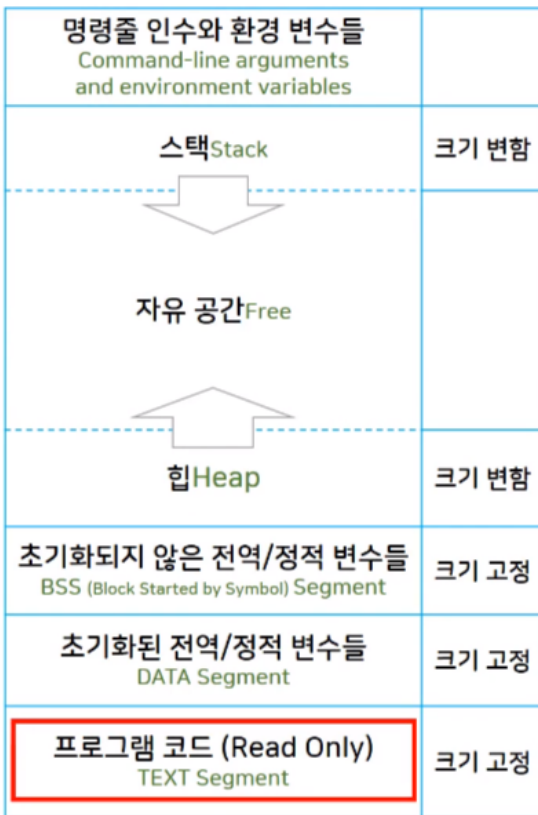 명령줄 인수와 환경 변수들
Command-line arguments
and environment variables
스택Stack
크기 변함
자유 공간Free
힙Heap
크기 변함
초기화되지 않은 전역/정적 변수들
BSS (Block Started by Symbol) Segment
크기 고정
초기화된 전역/정적 변수들
DATA Segment
크기 고정
프로그램 코드 (Read Only)
TEXT Segment
크기 고정